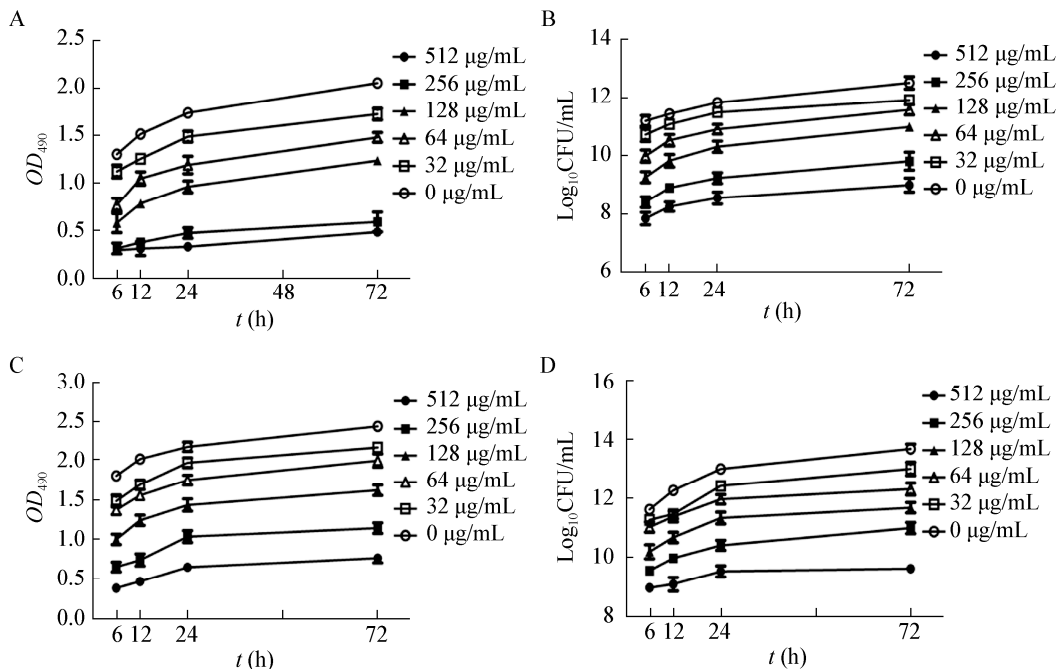 A
OD₄₉₀
2.5
2.0
1.5
1.0
0.5
0.0
6 12 24 48 72
t (h)
512 μg/mL
256 μg/mL
128 μg/mL
64 μg/mL
32 μg/mL
0 μg/mL
B
Log₁₀CFU/mL
14
12
10
8
6
6 12 24 72
t (h)
512 μg/mL
256 μg/mL
128 μg/mL
64 μg/mL
32 μg/mL
0 μg/mL
C
OD₄₉₀
3.0
2.5
2.0
1.5
1.0
0.5
0.0
6 12 24 72
t (h)
512 μg/mL
256 μg/mL
128 μg/mL
64 μg/mL
32 μg/mL
0 μg/mL
D
Log₁₀CFU/mL
16
14
12
10
8
6 12 24 72
t (h)
512 μg/mL
256 μg/mL
128 μg/mL
64 μg/mL
32 μg/mL
0 μg/mL